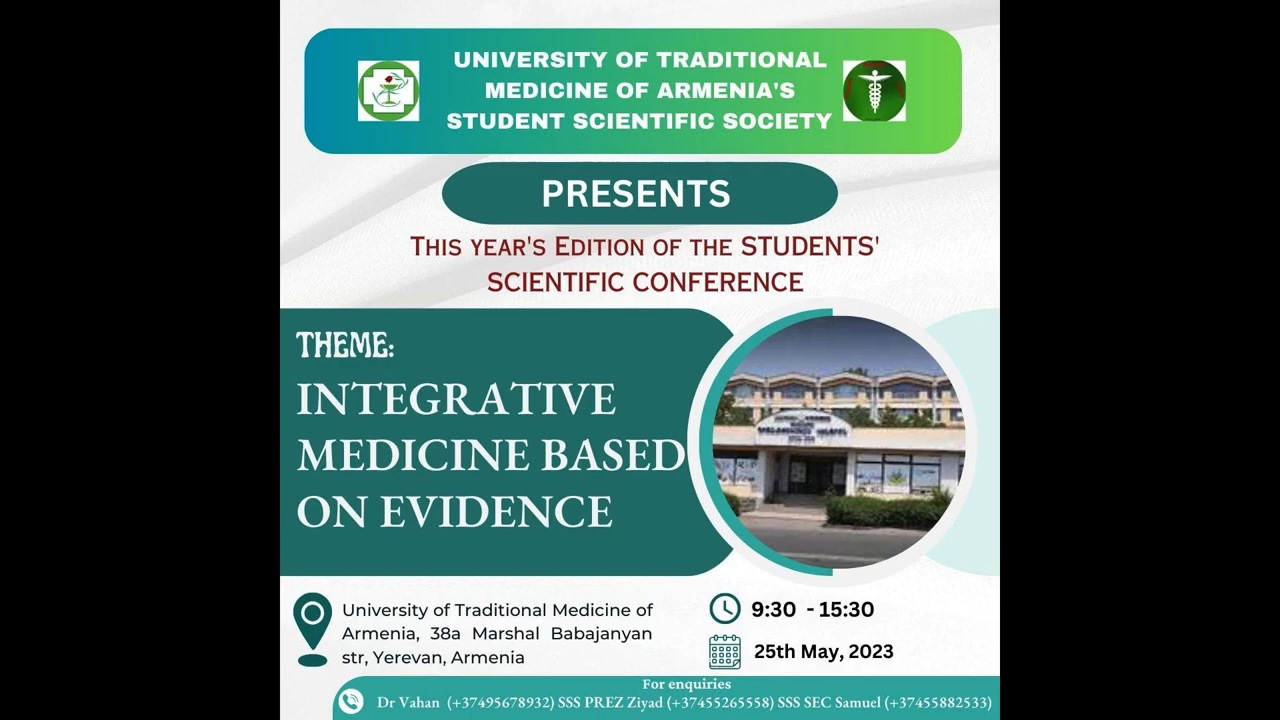 UNIVERSITY OF TRADITIONAL
MEDICINE OF ARMENIA'S
STUDENT SCIENTIFIC SOCIETY
PRESENTS
THIS YEAR'S EDITION OF THE STUDENTS'
SCIENTIFIC CONFERENCE
THEME:
INTEGRATIVE
MEDICINE BASED
ON EVIDENCE
University of Traditional Medicine of
Armenia, 38a Marshal Babajanyan
str, Yerevan, Armenia
9:30 - 15:30
25th May, 2023
For enquiries
Dr Vahan (+37495678932) SSS PREZ Ziyad (+37455265558) SSS SEC Samuel (+37455882533)